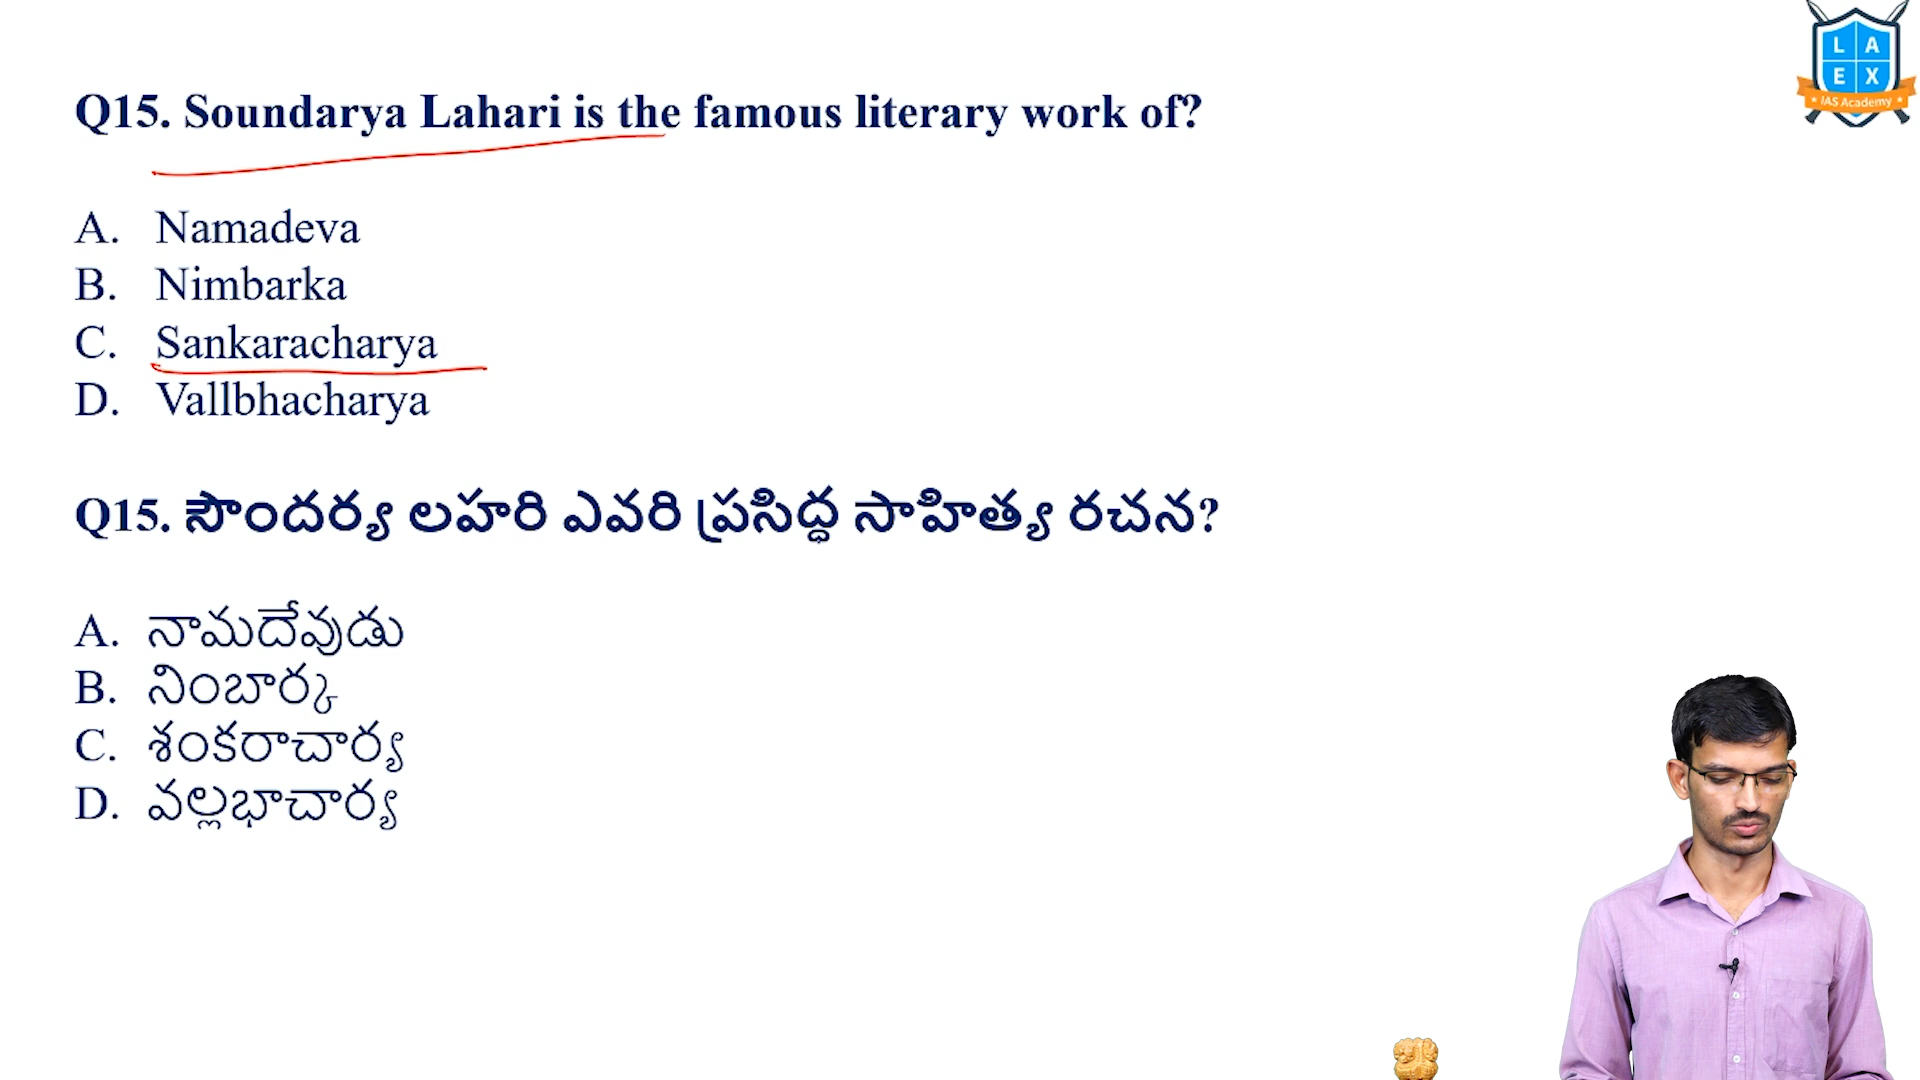 L A
E X
IAS Academy
Q15. Soundarya Lahari is the famous literary work of?
A. Namadeva
B. Nimbarka
C. Sankaracharya
D. Vallbhacharya
Q15. సౌందర్య లహరి ఎవరి ప్రసిద్ధ సాహిత్య రచన?
A. నామదేవుడు
B. నింబార్క
C. శంకరాచార్య
D. వల్లభాచార్య